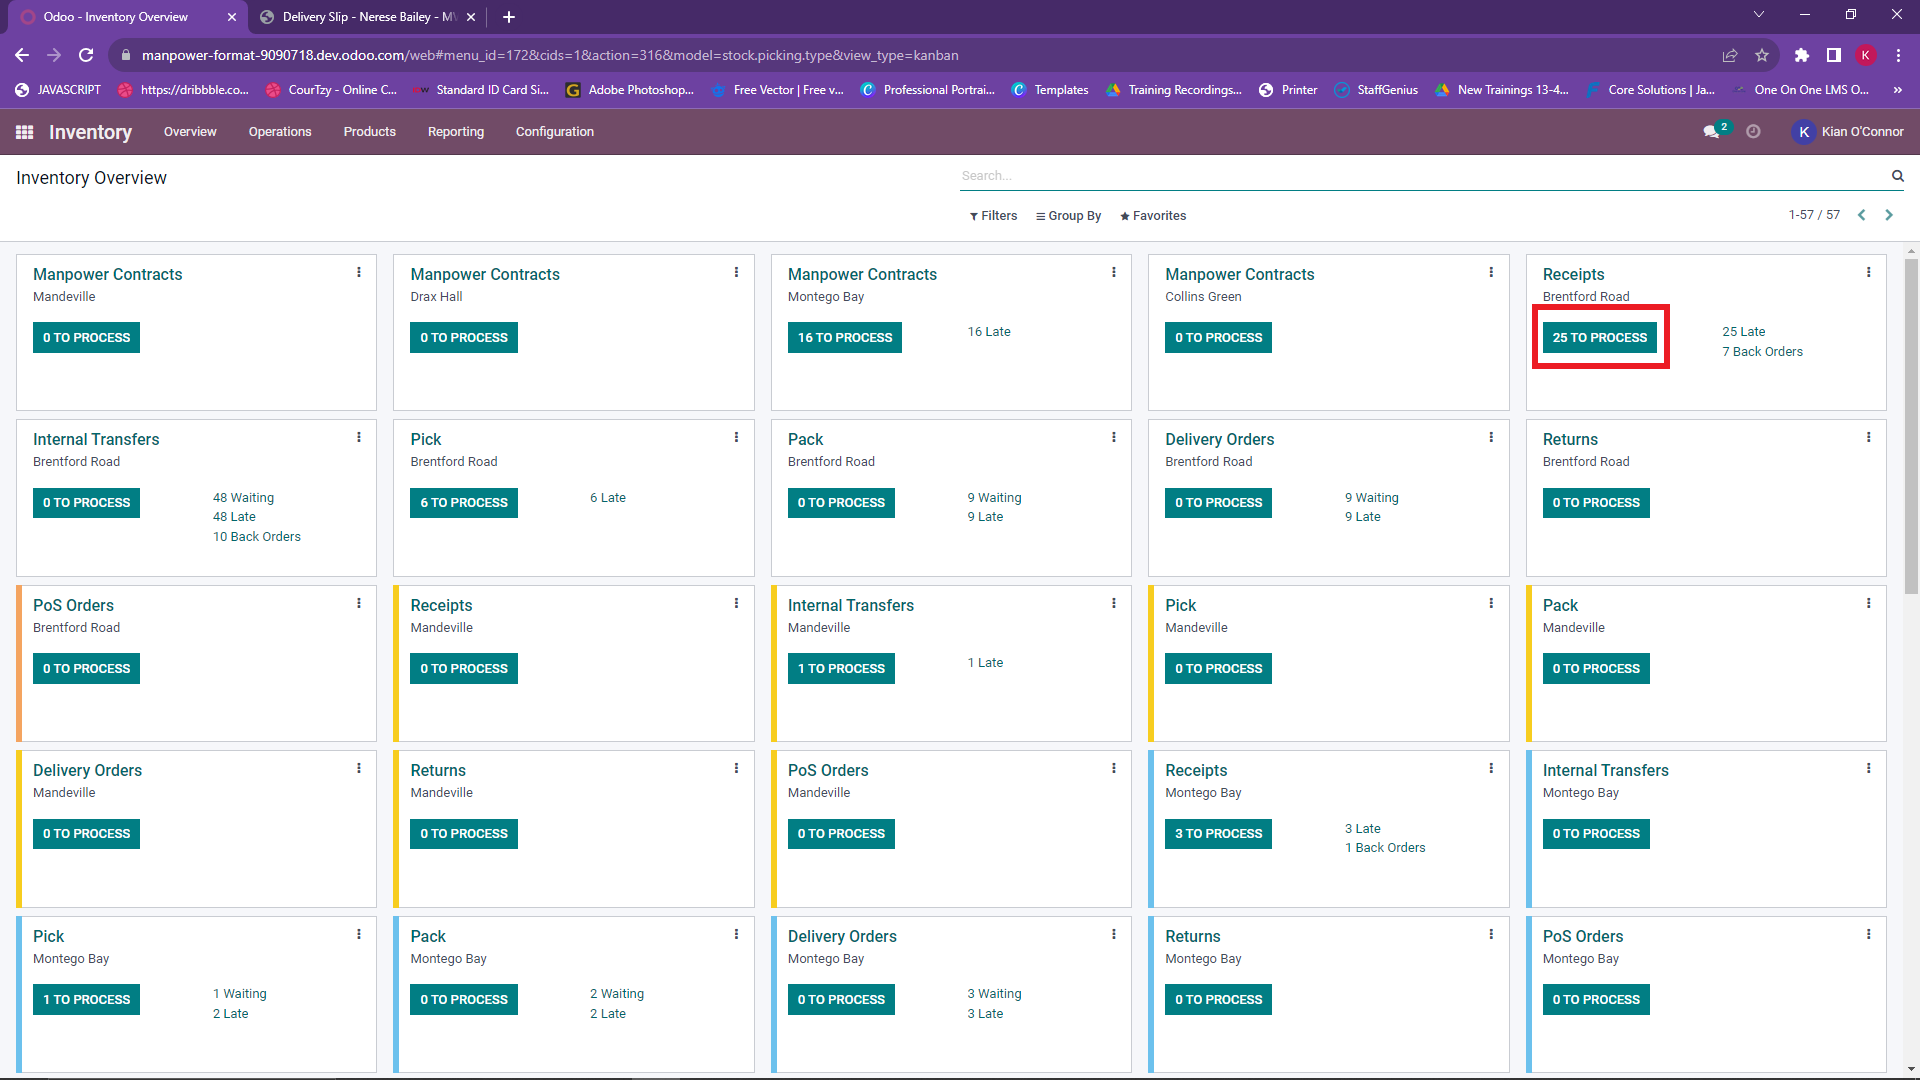 Odoo - Inventory Overview
Delivery Slip - Nerese Bailey - M
manpower-format-9090718.dev.odoo.com/web#menu_id=172&cids=1&action=316&model=stock.picking.type&view_type=kanban
K
JAVASCRIPT
https://dribbble.co...
CourTzy - Online C...
Standard ID Card Si...
Adobe Photoshop...
Free Vector | Free v...
Professional Portrai...
Templates
Training Recordings...
Printer
StaffGenius
New Trainings 13-4...
Core Solutions | Ja...
One On One LMS O...
»
Inventory
Overview
Operations
Products
Reporting
Configuration
2
K
Kian O'Connor
Inventory Overview
Search...
Filters
Group By
Favorites
1-57 / 57
Manpower Contracts
Mandeville
0 TO PROCESS
Manpower Contracts
Drax Hall
0 TO PROCESS
Manpower Contracts
Montego Bay
16 TO PROCESS
16 Late
Manpower Contracts
Collins Green
0 TO PROCESS
Receipts
Brentford Road
25 TO PROCESS
25 Late
7 Back Orders
Internal Transfers
Brentford Road
0 TO PROCESS
48 Waiting
48 Late
10 Back Orders
Pick
Brentford Road
6 TO PROCESS
6 Late
Pack
Brentford Road
0 TO PROCESS
9 Waiting
9 Late
Delivery Orders
Brentford Road
0 TO PROCESS
9 Waiting
9 Late
Returns
Brentford Road
0 TO PROCESS
PoS Orders
Brentford Road
0 TO PROCESS
Receipts
Mandeville
0 TO PROCESS
Internal Transfers
Mandeville
1 TO PROCESS
1 Late
Pick
Mandeville
0 TO PROCESS
Pack
Mandeville
0 TO PROCESS
Delivery Orders
Mandeville
0 TO PROCESS
Returns
Mandeville
0 TO PROCESS
PoS Orders
Mandeville
0 TO PROCESS
Receipts
Montego Bay
3 TO PROCESS
3 Late
1 Back Orders
Internal Transfers
Montego Bay
0 TO PROCESS
Pick
Montego Bay
1 TO PROCESS
1 Waiting
2 Late
Pack
Montego Bay
0 TO PROCESS
2 Waiting
2 Late
Delivery Orders
Montego Bay
0 TO PROCESS
3 Waiting
3 Late
Returns
Montego Bay
0 TO PROCESS
PoS Orders
Montego Bay
0 TO PROCESS